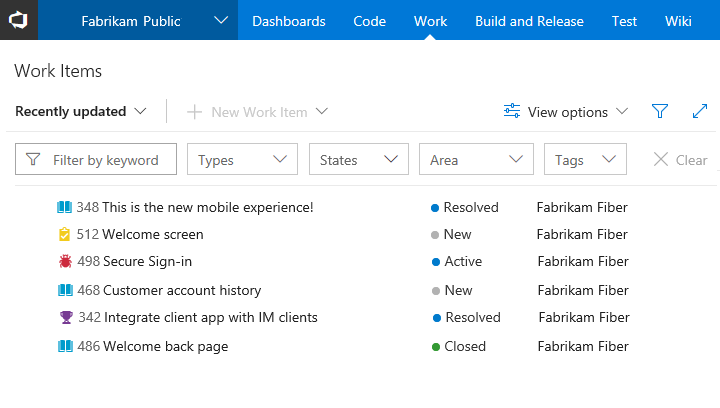 Fabrikam Public Dashboards Code Work Build and Release Test Wiki
Work Items
Recently updated New Work Item View options
Filter by keyword Types States Area Tags Clear
348 This is the new mobile experience! Resolved Fabrikam Fiber
512 Welcome screen New Fabrikam Fiber
498 Secure Sign-in Active Fabrikam Fiber
468 Customer account history New Fabrikam Fiber
342 Integrate client app with IM clients Resolved Fabrikam Fiber
486 Welcome back page Closed Fabrikam Fiber